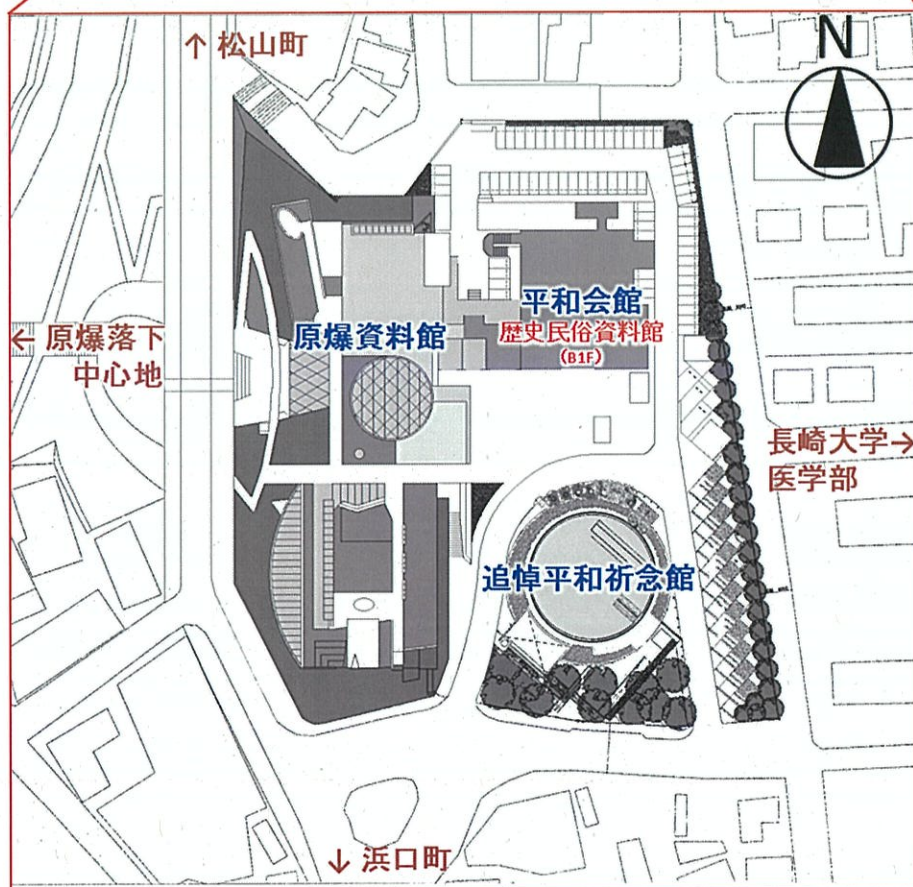 ↑ 松山町
N
平和会館
歴史民俗資料館
(B1F)
原爆資料館
← 原爆落下
中心地
長崎大学→
医学部
追悼平和祈念館
↓ 浜口町